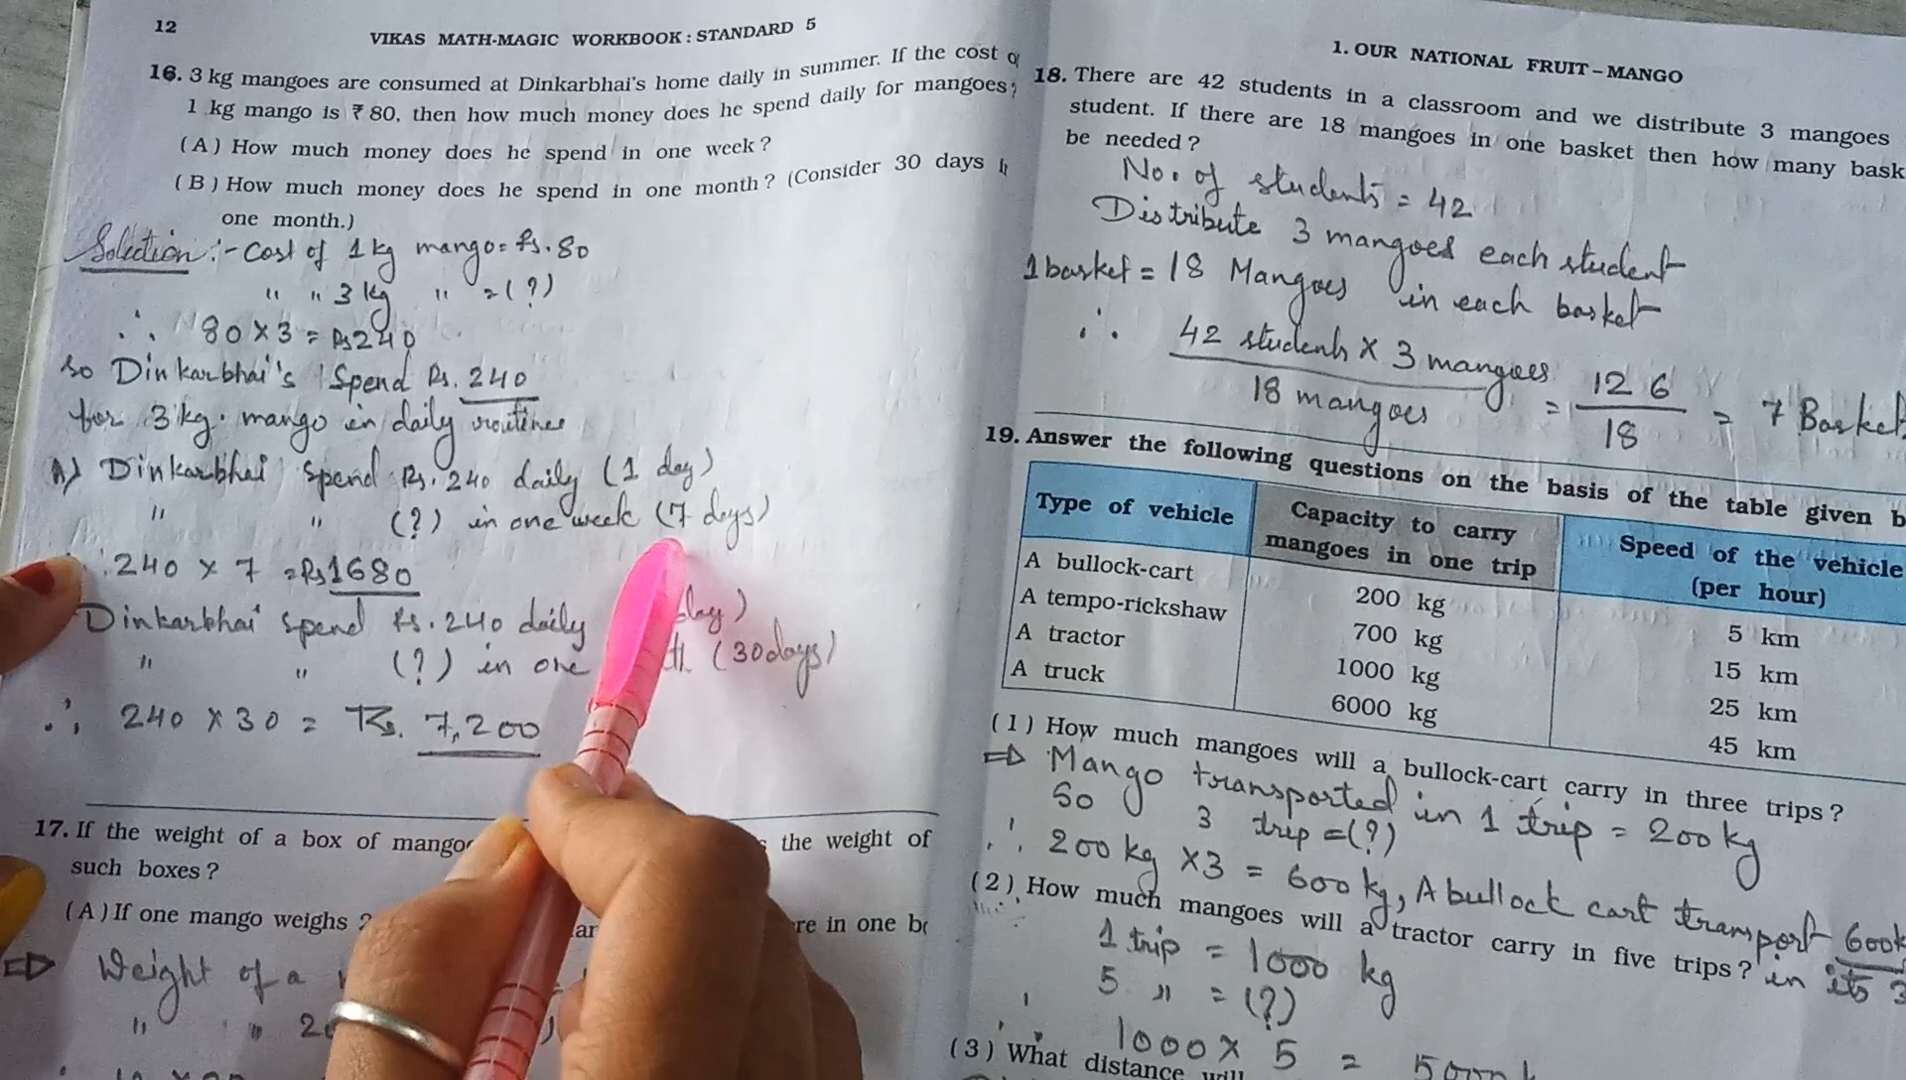 12
VIKAS MATH-MAGIC WORKBOOK : STANDARD 5
16. 3 kg mangoes are consumed at Dinkarbhai's home daily in summer. If the cost
1 kg mango is ₹ 80, then how much money does he spend daily for mangoes?
(A) How much money does he spend in one week?
(B) How much money does he spend in one month? (Consider 30 days
one month.)
Solution :- Cost of 1 kg mango = Rs. 80
" " 3 kg " = (?)
∴ 80 × 3 = Rs 240
so Dinkarbhai's Spend Rs. 240
for 3 kg. mango in daily routines
A) Dinkarbhai Spend Rs. 240 daily (1 day)
" " (?) in one week (7 days)
240 × 7 = Rs 1680
Dinkarbhai Spend Rs. 240 daily day)
" " (?) in one (30 days)
∴ 240 × 30 = Rs. 7,200
17. If the weight of a box of the weight of
such boxes?
(A) If one mango weighs in one
⇒ Weight of a
" "
1. OUR NATIONAL FRUIT – MANGO
18. There are 42 students in a classroom and we distribute 3 mangoes
student. If there are 18 mangoes in one basket then how many
be needed?
No. of students = 42
Distribute 3 mangoes each student
1 basket = 18 Mangoes in each basket
∴ 42 students × 3 mangoes = 126 = 7 Basket
18 mangoes 18
19. Answer the following questions on the basis of the table given
Type of vehicle Capacity to carry mangoes in one trip Speed of the vehicle (per hour)
A bullock-cart 200 kg 5 km
A tempo-rickshaw 700 kg 15 km
A tractor 1000 kg 25 km
A truck 6000 kg 45 km
(1) How much mangoes will a bullock-cart carry in three trips?
⇒ Mango transported in 1 trip = 200 kg
So 3 trip = (?)
∴ 200 kg × 3 = 600 kg, A bullock cart transport 600
in its 3
(2) How much mangoes will a tractor carry in five trips?
1 trip = 1000 kg
5 " = (?)
1000 × 5 =
(3) What distance will